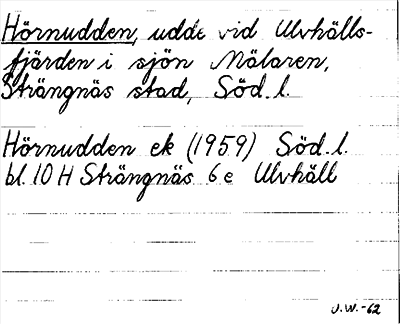 Hörnudden, udde vid Ulvhälls-
fjärden i sjön Mälaren,
Strängnäs stad, Söd. l.
Hörnudden ek (1959) Söd. l.
bl. 10 H Strängnäs 6 e Ulvhäll
J.W.-62